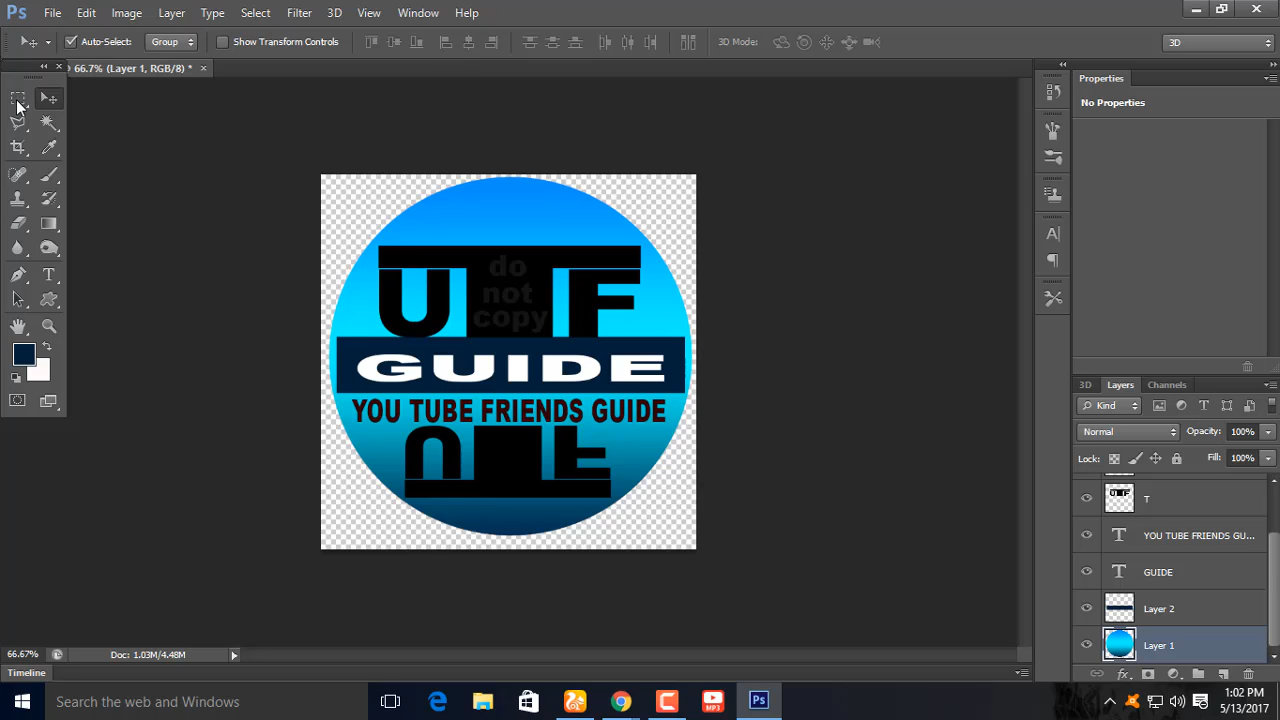 Ps File Edit Image Layer Type Select Filter 3D View Window Help
Auto-Select: Group Show Transform Controls 3D Mode: 3D
66.7% (Layer 1, RGB/8) * ×
Properties
No Properties
do
not
copy
UTF
GUIDE
YOU TUBE FRIENDS GUIDE
UTF
3D Layers Channels
Kind
Normal Opacity: 100%
Lock: Fill: 100%
T
YOU TUBE FRIENDS GU...
GUIDE
Layer 2
Layer 1
66.67% Doc: 1.03M/4.48M
Timeline
Search the web and Windows
MP3
Ps
1:02 PM
5/13/2017